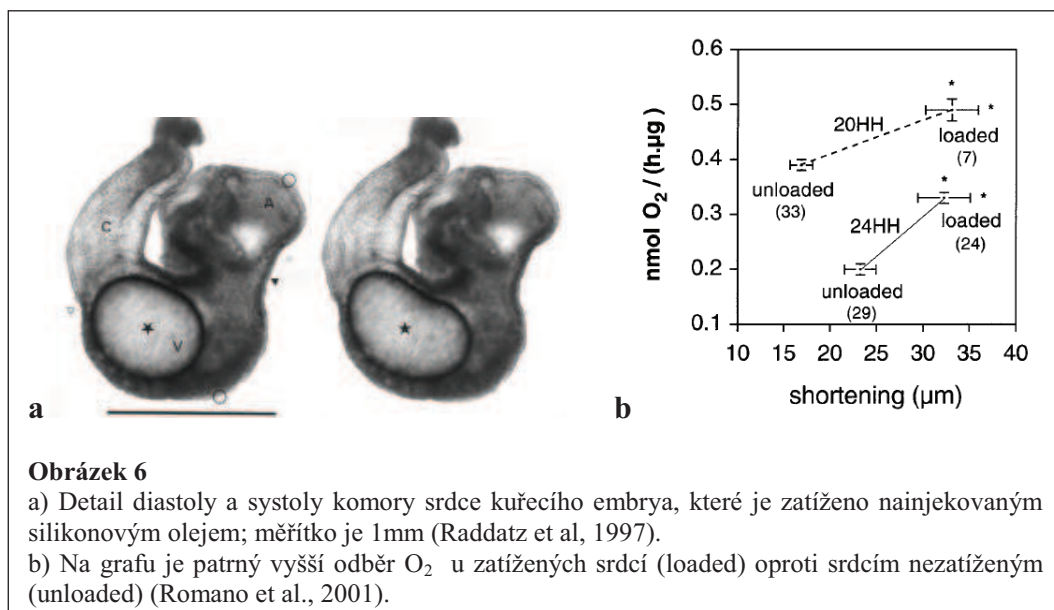 C
A
V
a
0.6
0.5
0.4
0.3
0.2
0.1
nmol O₂ / (h.µg)
*
*
20HH
loaded
(7)
unloaded
(33)
*
*
24HH
loaded
(24)
unloaded
(29)
10 15 20 25 30 35 40
shortening (µm)
b
Obrázek 6
a) Detail diastoly a systoly komory srdce kuřecího embrya, které je zatíženo nainjekovaným
silikonovým olejem; měřítko je 1mm (Raddatz et al, 1997).
b) Na grafu je patrný vyšší odběr O₂ u zatížených srdcí (loaded) oproti srdcím nezatíženým
(unloaded) (Romano et al., 2001).